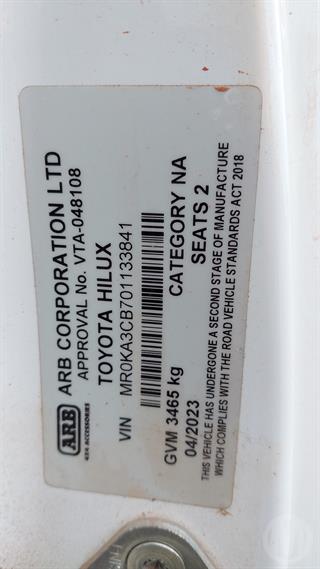 ARB
4X4 ACCESSORIES
ARB CORPORATION LTD
APPROVAL No. VTA-048108
TOYOTA HILUX
VIN MR0KA3CB701133841
GVM 3465 kg CATEGORY NA
04/2023 SEATS 2
THIS VEHICLE HAS UNDERGONE A SECOND STAGE OF MANUFACTURE
WHICH COMPLIES WITH THE ROAD VEHICLE STANDARDS ACT 2018